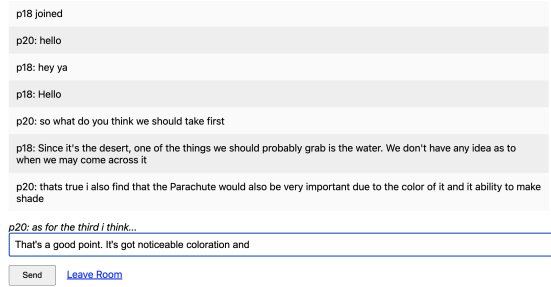 p18 joined
p20: hello
p18: hey ya
p18: Hello
p20: so what do you think we should take first
p18: Since it's the desert, one of the things we should probably grab is the water. We don't have any idea as to
when we may come across it
p20: thats true i also find that the Parachute would also be very important due to the color of it and it ability to make
shade
p20: as for the third i think...
That's a good point. It's got noticeable coloration and
Send Leave Room